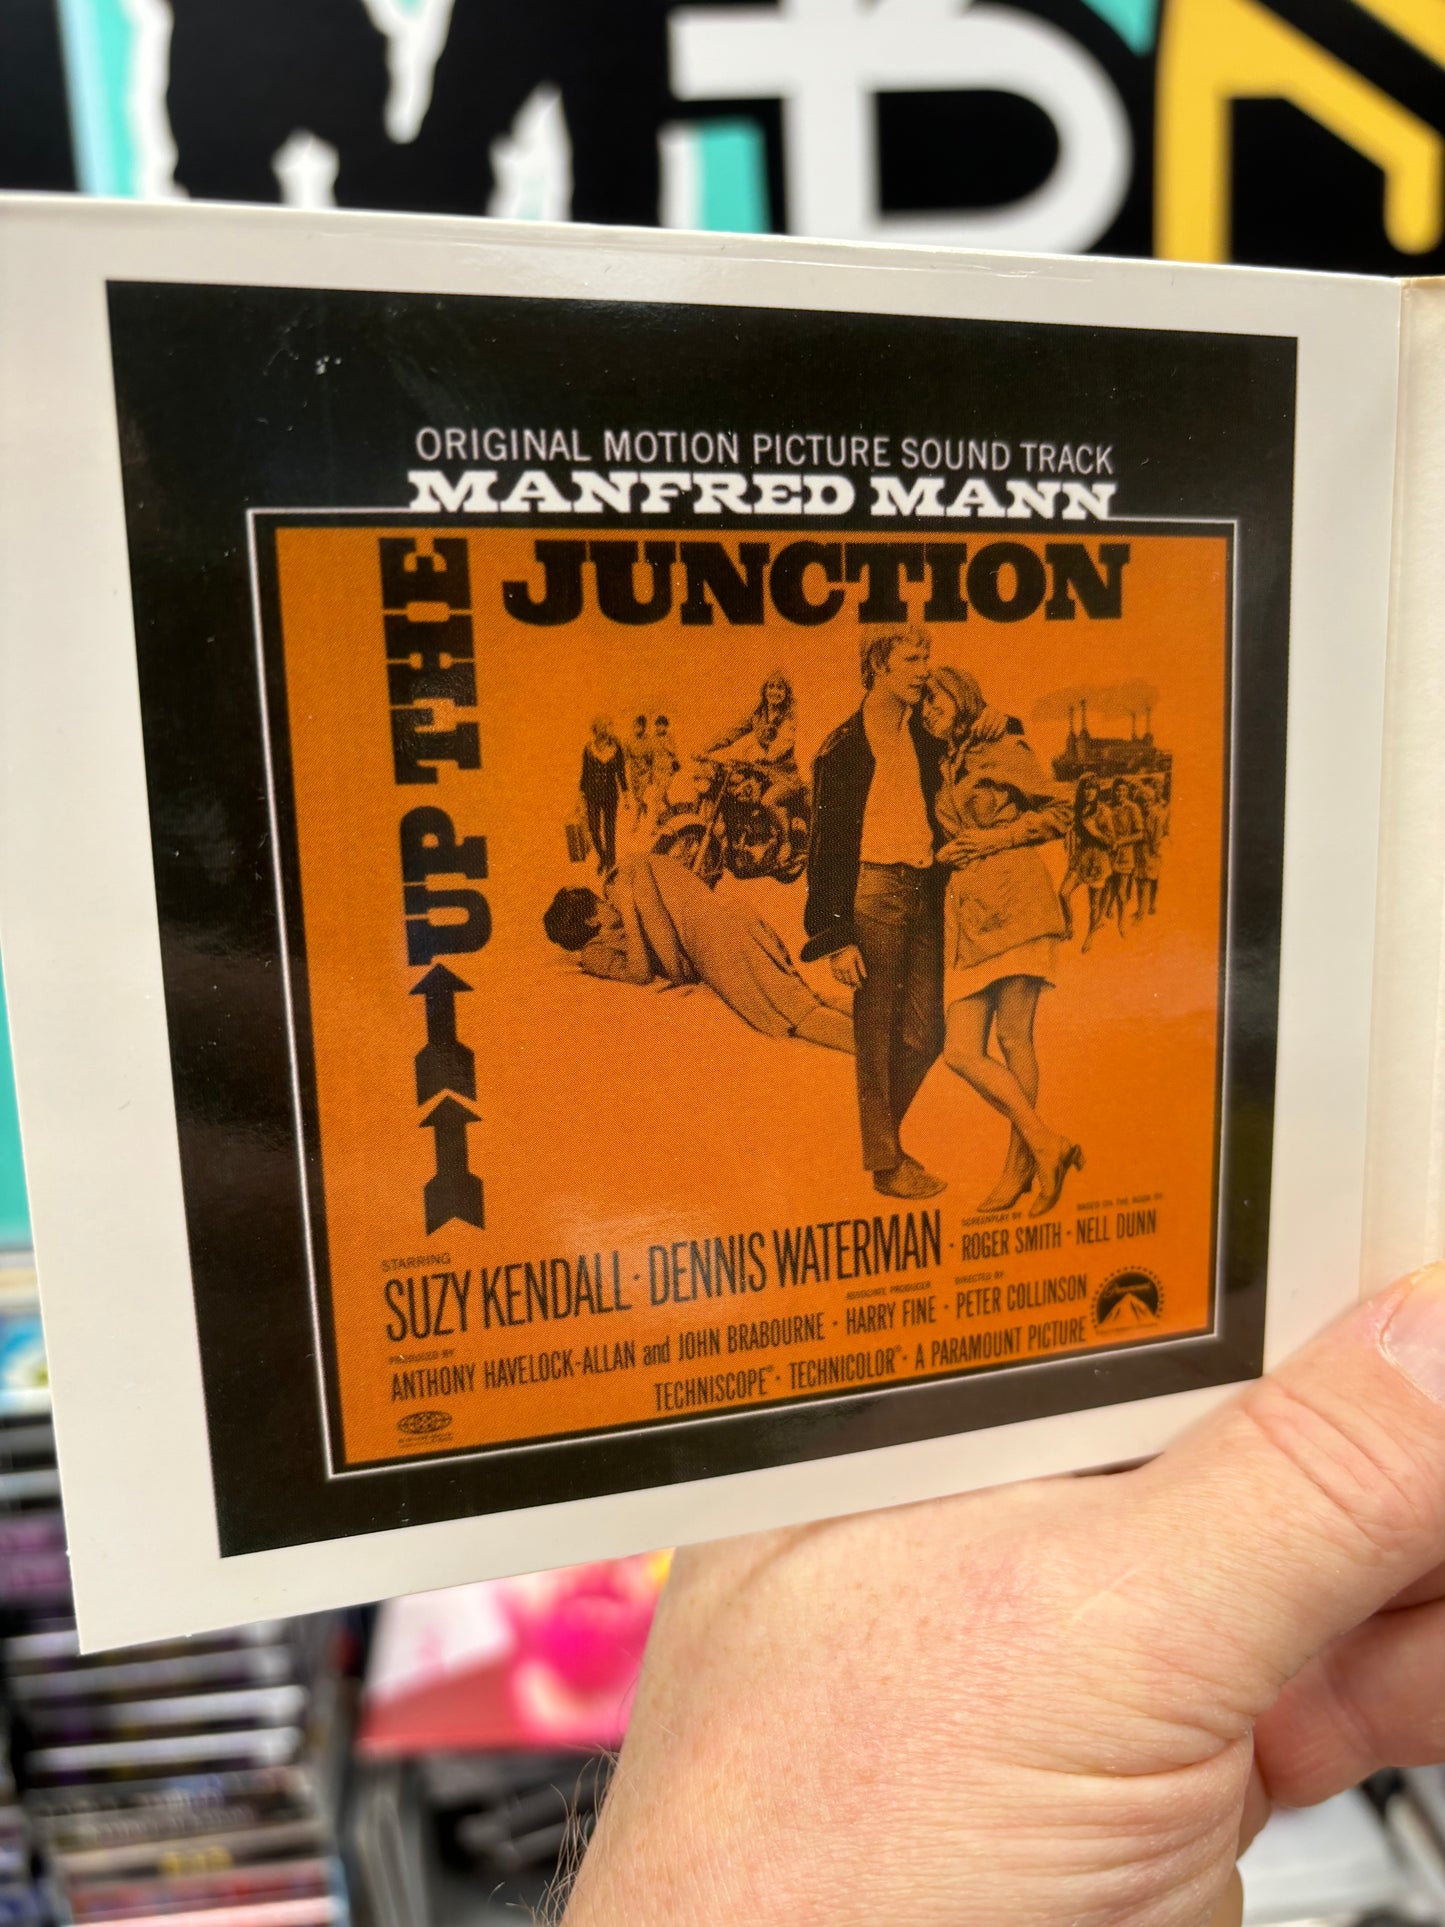 ORIGINAL MOTION PICTURE SOUND TRACK
MANFRED MANN
UP THE
JUNCTION
STARRING
SUZY KENDALL · DENNIS WATERMAN ·
SCREENPLAY BY
ROGER SMITH ·
BASED ON THE BOOK BY
NELL DUNN
PRODUCED BY
ANTHONY HAVELOCK-ALLAN and JOHN BRABOURNE ·
ASSOCIATE PRODUCER
HARRY FINE ·
DIRECTED BY
PETER COLLINSON
TECHNISCOPE® · TECHNICOLOR® · A PARAMOUNT PICTURE